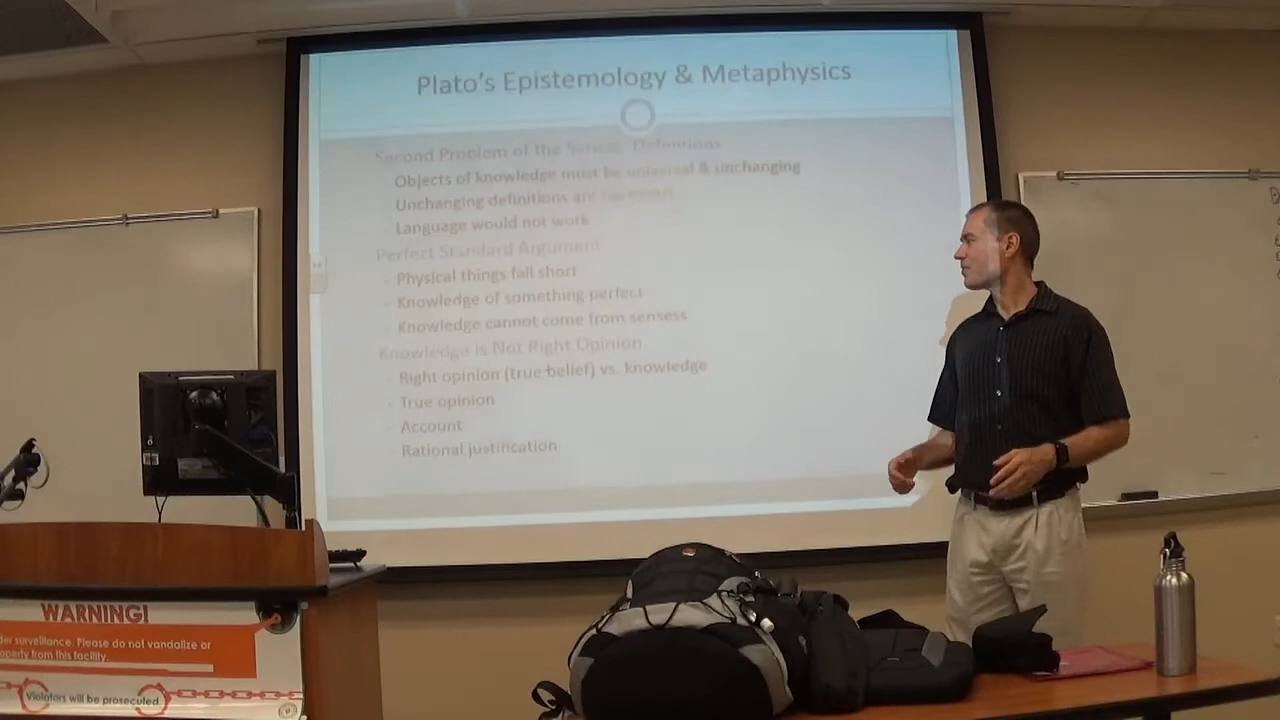 Plato's Epistemology & Metaphysics
Second Problem of the Senses: Definitions
Objects of knowledge must be universal & unchanging
Unchanging definitions are necessary
Language would not work
Perfect Standard Argument
Physical things fall short
Knowledge of something perfect
Knowledge cannot come from sensess
Knowledge is Not Right Opinion
Right opinion (true belief) vs. knowledge
True opinion
Account
Rational justification
WARNING!
surveillance. Please do not vandalize or
from this facility.
Violators will be prosecuted